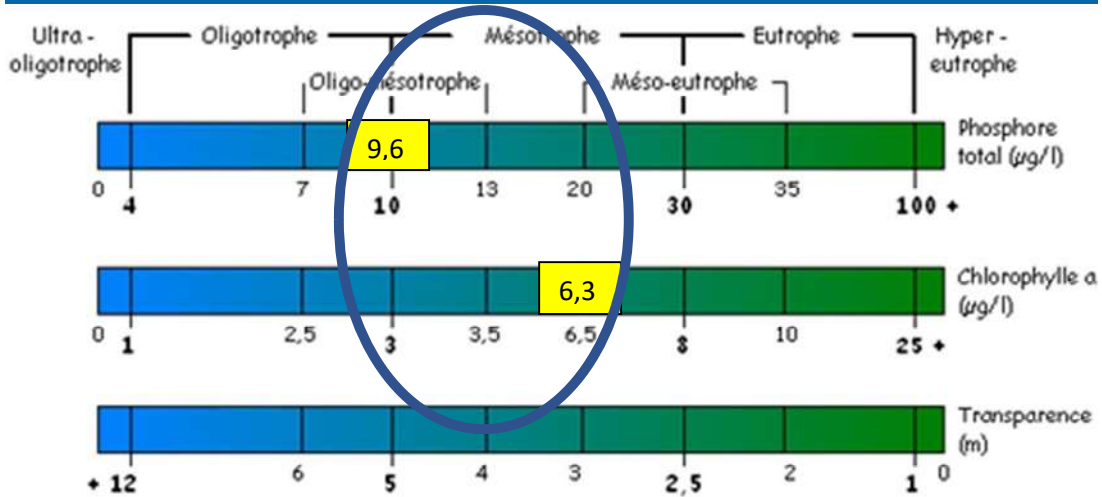 Ultra -
oligotrophe
Oligotrophe
Mésotrophe
Eutrophe
Hyper -
eutrophe
Oligo-mésotrophe
Méso-eutrophe
9,6
Phosphore
total (µg/l)
0 4 7 10 13 20 30 35 100 +
6,3
Chlorophylle a
(µg/l)
0 1 2,5 3 3,5 6,5 8 10 25 +
Transparence
(m)
+ 12 6 5 4 3 2,5 2 1 0